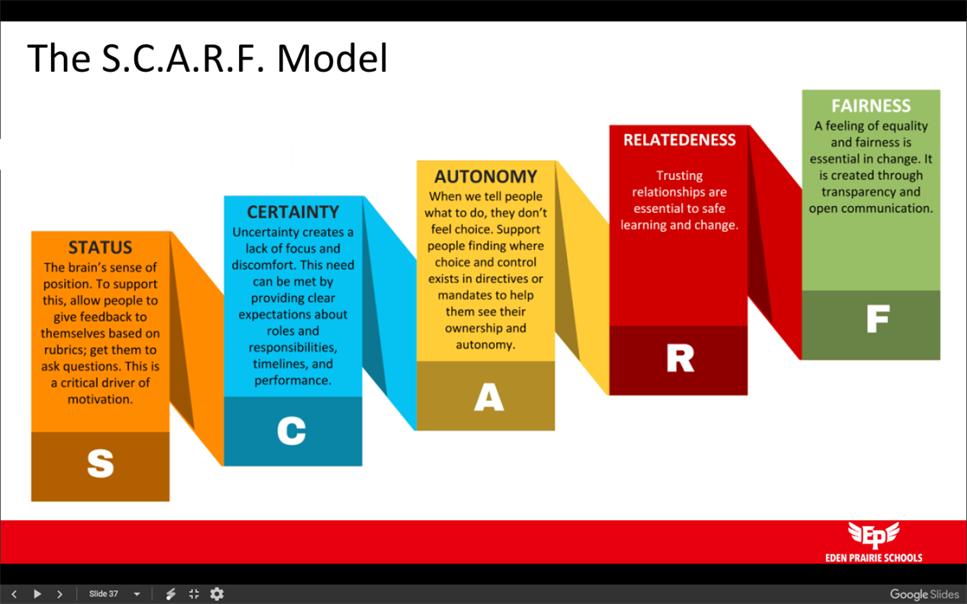 The S.C.A.R.F. Model
STATUS
The brain's sense of
position. To support
this, allow people to
give feedback to
themselves based on
rubrics; get them to
ask questions. This is
a critical driver of
motivation.
S
CERTAINTY
Uncertainty creates a
lack of focus and
discomfort. This need
can be met by
providing clear
expectations about
roles and
responsibilities,
timelines, and
performance.
C
AUTONOMY
When we tell people
what to do, they don't
feel choice. Support
people finding where
choice and control
exists in directives or
mandates to help
them see their
ownership and
autonomy.
A
RELATEDENESS
Trusting
relationships are
essential to safe
learning and change.
R
FAIRNESS
A feeling of equality
and fairness is
essential in change. It
is created through
transparency and
open communication.
F
EP
EDEN PRAIRIE SCHOOLS
Slide 37
Google Slides